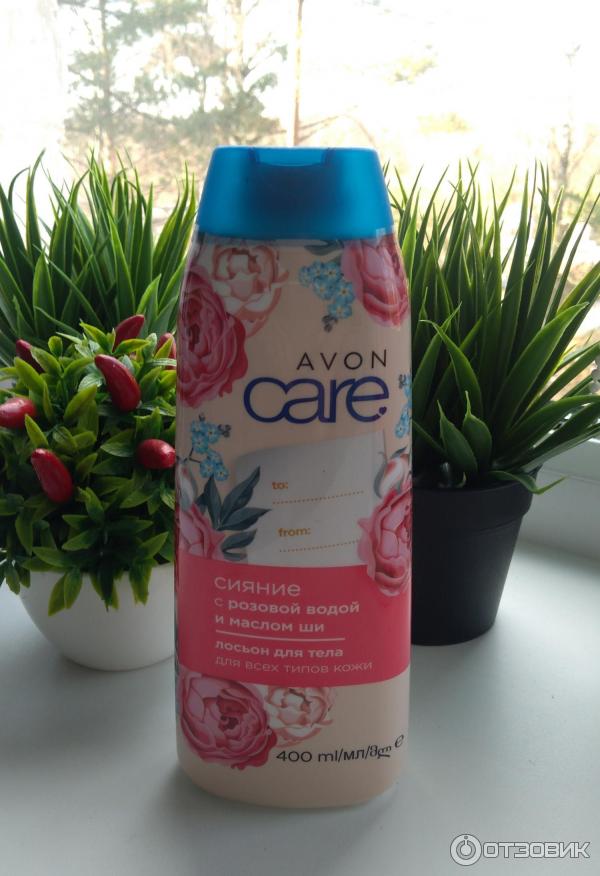 AVON
care
to:
from:
сияние
с розовой водой
и маслом ши
лосьон для тела
для всех типов кожи
400 ml/мл/მლ ℮
ОТЗОВИК